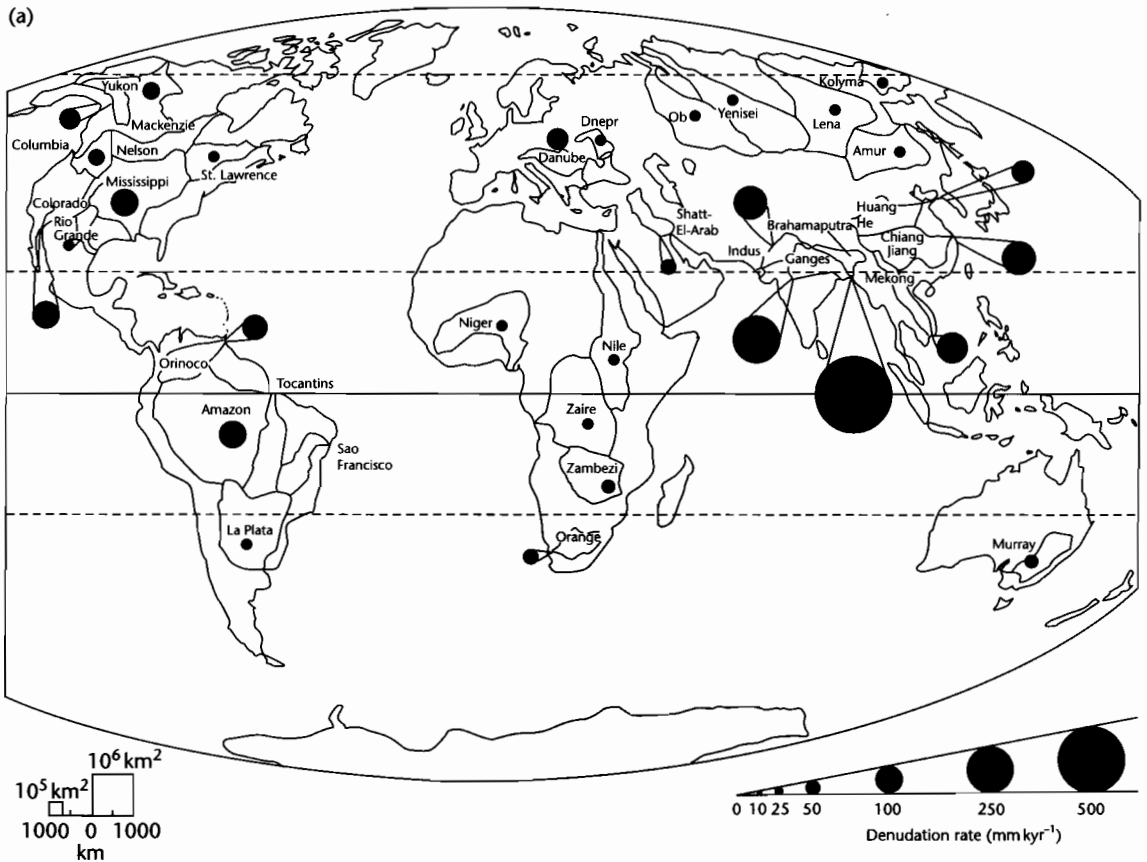 (a)
Yukon
Mackenzie
Columbia
Nelson
St. Lawrence
Mississippi
Colorado
Rio
Grande
Orinoco
Tocantins
Amazon
Sao
Francisco
La Plata
Dnepr
Danube
Ob
Yenisei
Kolyma
Lena
Amur
Shatt-
El-Arab
Indus
Brahamaputra
Ganges
Huang
He
Chiang
Jiang
Mekong
Niger
Nile
Zaire
Zambezi
Orange
Murray
10⁶ km²
10⁵ km²
1000 0 1000
km
0 10 25 50 100 250 500
Denudation rate (mm kyr⁻¹)